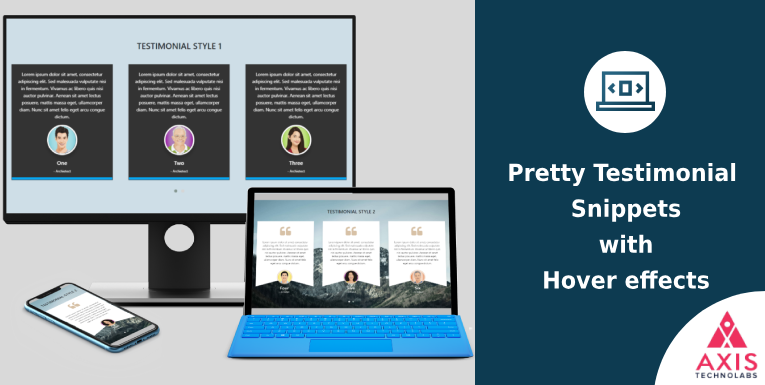 TESTIMONIAL STYLE 1
Lorem ipsum dolor sit amet, consectetur
adipiscing elit. Sed malesuada vulputate nisi
in fermentum. Vivamus ac libero quis nisi
auctor pulvinar. Aenean sit amet lectus
posuere, mattis massa eget, ullamcorper
diam. Nunc sit amet felis eget arcu congue
dictum.
One
- Architect
Lorem ipsum dolor sit amet, consectetur
adipiscing elit. Sed malesuada vulputate nisi
in fermentum. Vivamus ac libero quis nisi
auctor pulvinar. Aenean sit amet lectus
posuere, mattis massa eget, ullamcorper
diam. Nunc sit amet felis eget arcu congue
dictum.
Two
- Architect
Lorem ipsum dolor sit amet, consectetur
adipiscing elit. Sed malesuada vulputate nisi
in fermentum. Vivamus ac libero quis nisi
auctor pulvinar. Aenean sit amet lectus
posuere, mattis massa eget, ullamcorper
diam. Nunc sit amet felis eget arcu congue
dictum.
Three
- Architect
TESTIMONIAL STYLE 2
Pretty Testimonial
Snippets
with
Hover effects
AXIS
TECHNOLABS